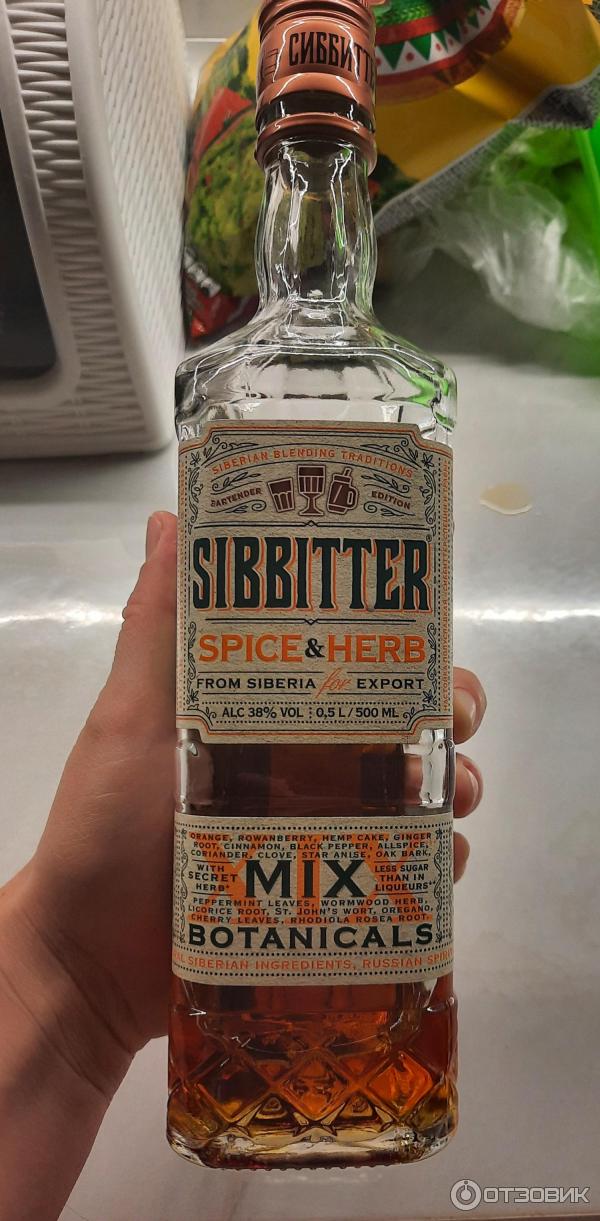 СИББИТТ
SIBERIAN BLENDING TRADITIONS
BARTENDER EDITION
SIBBITTER
SPICE & HERB
FROM SIBERIA for EXPORT
ALC 38% VOL 0,5 L / 500 ML
ORANGE, ROWANBERRY, HEMP CAKE, GINGER
ROOT, CINNAMON, BLACK PEPPER, ALLSPICE,
CORIANDER, CLOVE, STAR ANISE, OAK BARK,
WITH SECRET HERB*
MIX
LESS SUGAR THAN IN LIQUEURS**
PEPPERMINT LEAVES, WORMWOOD HERB,
LICORICE ROOT, ST. JOHN'S WORT, OREGANO,
CHERRY LEAVES, RHODIOLA ROSEA ROOT.
BOTANICALS
SIBERIAN INGREDIENTS, RUSSIAN
ОТЗОВИК